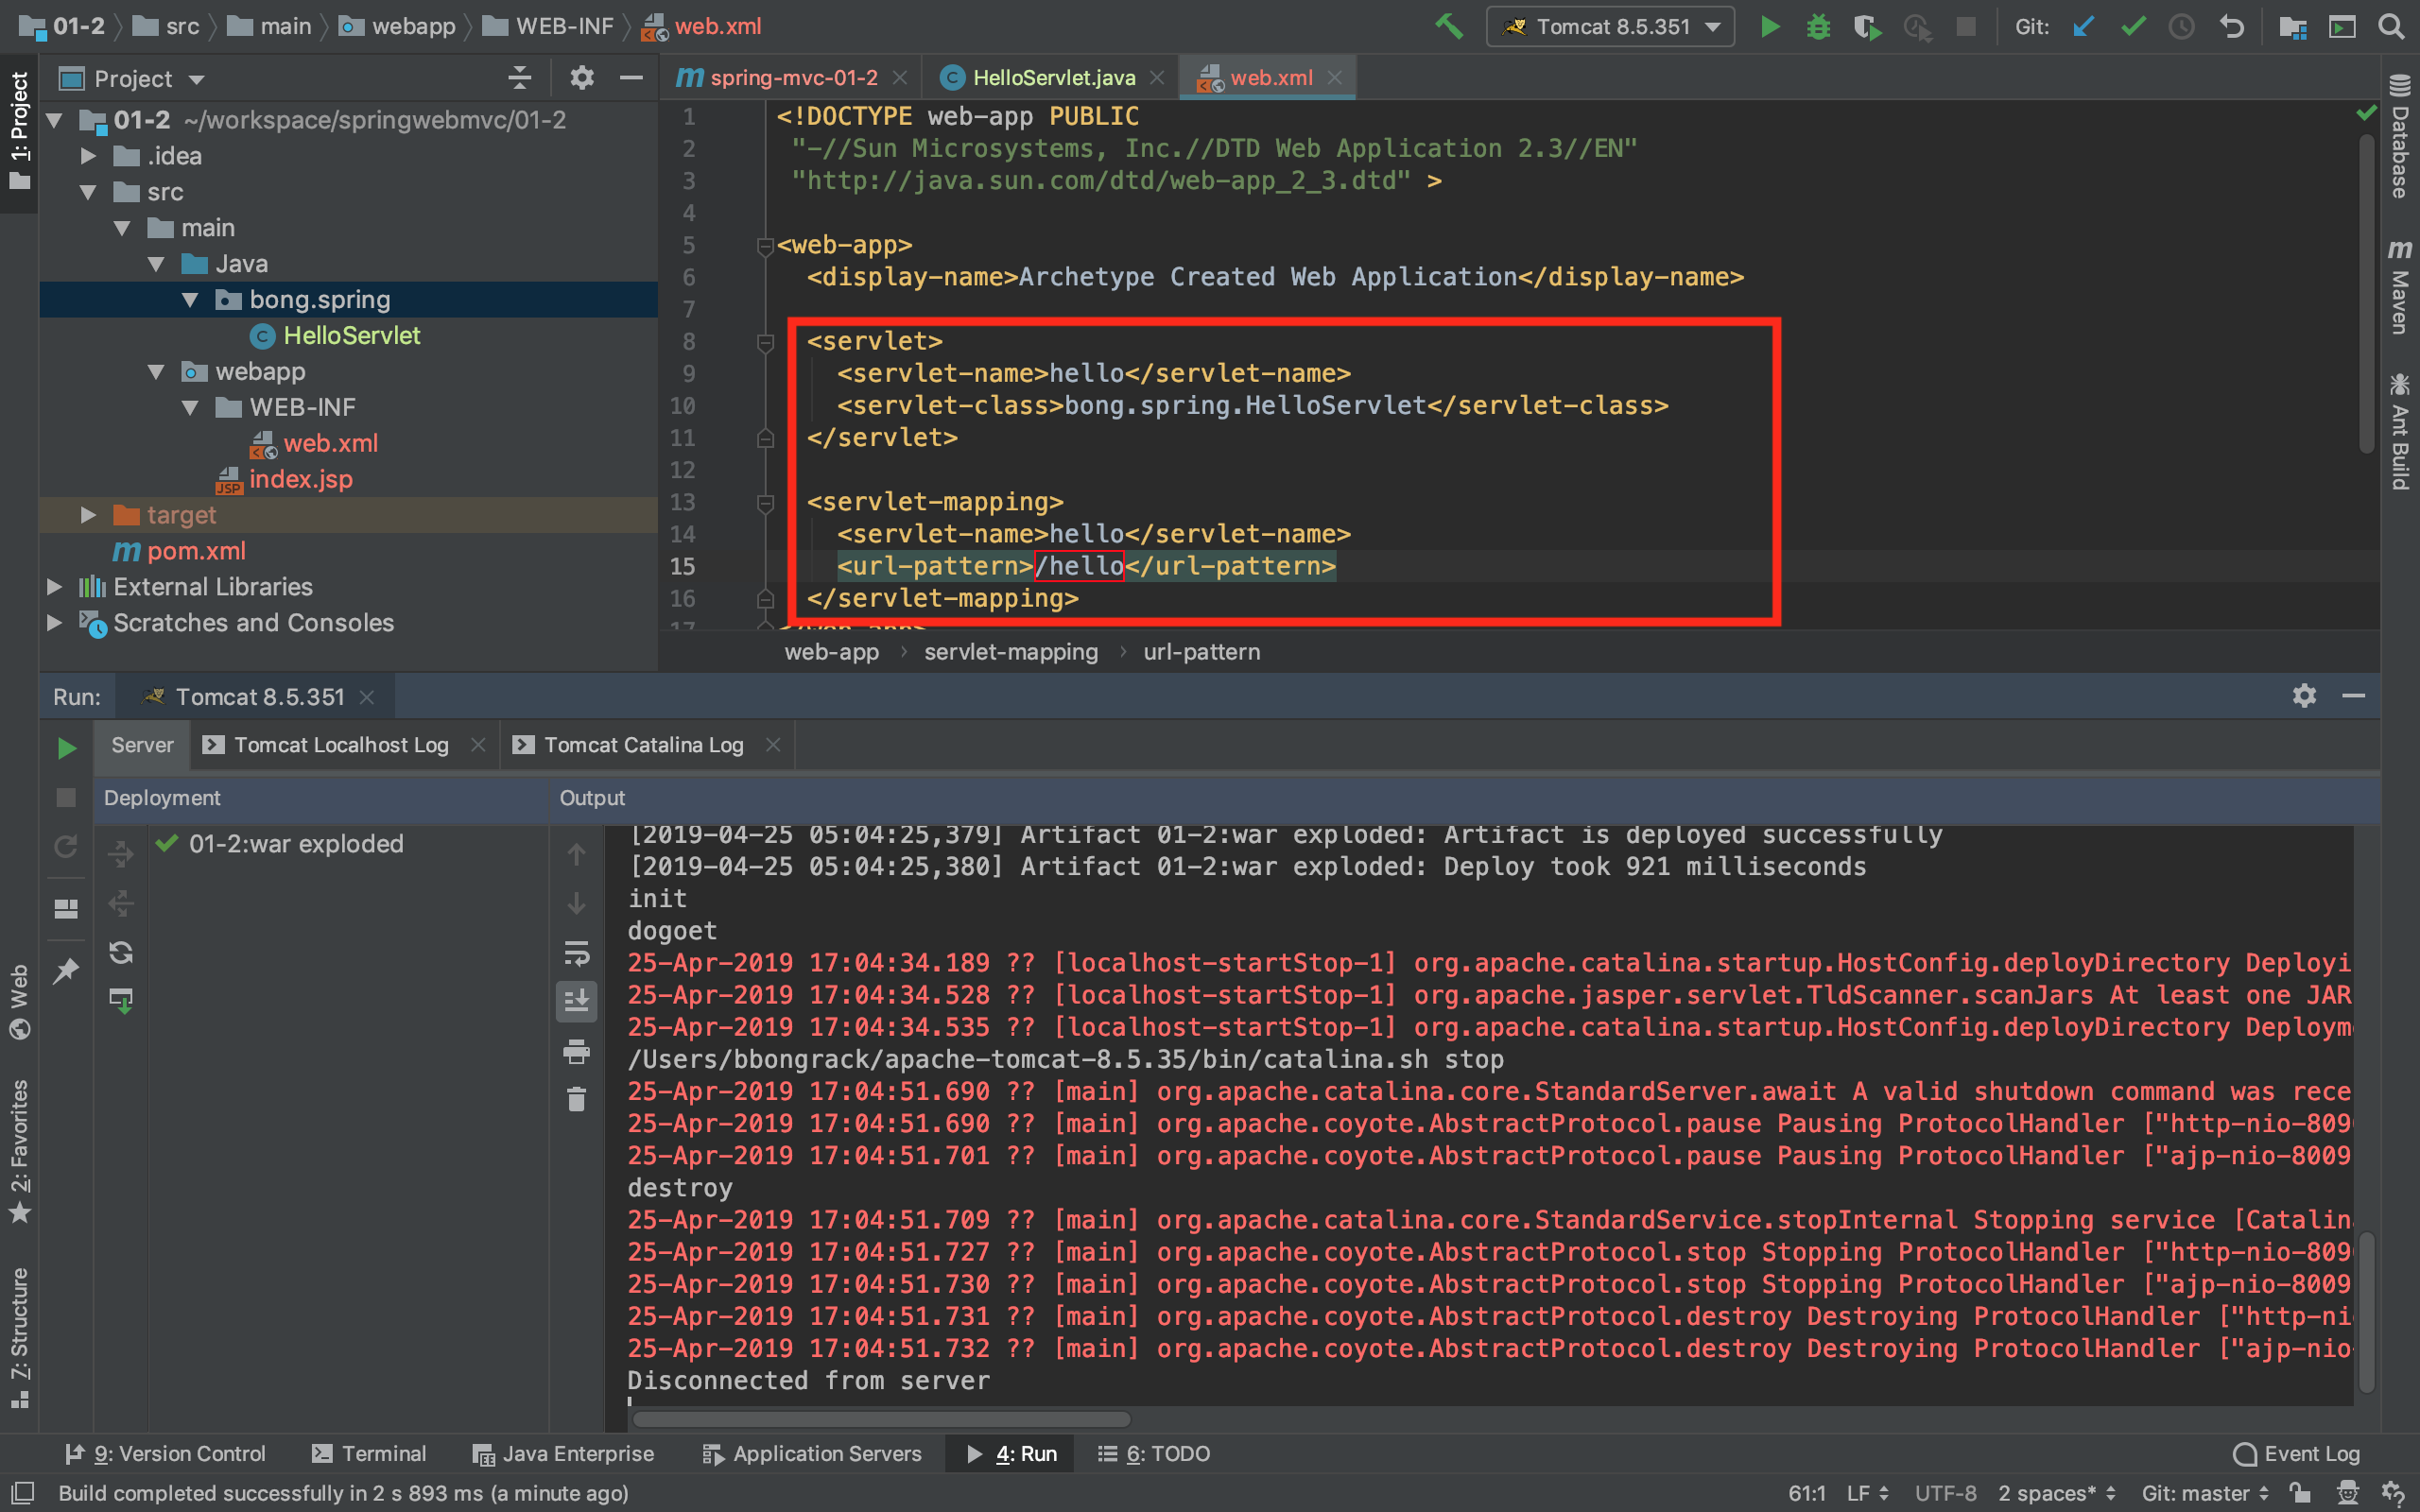 01-2 src main webapp WEB-INF web.xml
Tomcat 8.5.351 Git:
Project
spring-mvc-01-2 HelloServlet.java web.xml
1: Project
01-2 ~/workspace/springwebmvc/01-2
.idea
src
main
Java
bong.spring
HelloServlet
webapp
WEB-INF
web.xml
index.jsp
target
pom.xml
External Libraries
Scratches and Consoles
1 <!DOCTYPE web-app PUBLIC
2 "-//Sun Microsystems, Inc.//DTD Web Application 2.3//EN"
3 "http://java.sun.com/dtd/web-app_2_3.dtd" >
4
5 <web-app>
6 <display-name>Archetype Created Web Application</display-name>
7
8 <servlet>
9 <servlet-name>hello</servlet-name>
10 <servlet-class>bong.spring.HelloServlet</servlet-class>
11 </servlet>
12
13 <servlet-mapping>
14 <servlet-name>hello</servlet-name>
15 <url-pattern>/hello</url-pattern>
16 </servlet-mapping>
17 </web-app>
web-app › servlet-mapping › url-pattern
Database
Maven
Ant Build
Run: Tomcat 8.5.351
Server Tomcat Localhost Log Tomcat Catalina Log
Deployment Output
01-2:war exploded
[2019-04-25 05:04:25,379] Artifact 01-2:war exploded: Artifact is deployed successfully
[2019-04-25 05:04:25,380] Artifact 01-2:war exploded: Deploy took 921 milliseconds
init
dogoet
25-Apr-2019 17:04:34.189 ?? [localhost-startStop-1] org.apache.catalina.startup.HostConfig.deployDirectory Deployi
25-Apr-2019 17:04:34.528 ?? [localhost-startStop-1] org.apache.jasper.servlet.TldScanner.scanJars At least one JAR
25-Apr-2019 17:04:34.535 ?? [localhost-startStop-1] org.apache.catalina.startup.HostConfig.deployDirectory Deploym
/Users/bbongrack/apache-tomcat-8.5.35/bin/catalina.sh stop
25-Apr-2019 17:04:51.690 ?? [main] org.apache.catalina.core.StandardServer.await A valid shutdown command was rece
25-Apr-2019 17:04:51.690 ?? [main] org.apache.coyote.AbstractProtocol.pause Pausing ProtocolHandler ["http-nio-809
25-Apr-2019 17:04:51.701 ?? [main] org.apache.coyote.AbstractProtocol.pause Pausing ProtocolHandler ["ajp-nio-8009
destroy
25-Apr-2019 17:04:51.709 ?? [main] org.apache.catalina.core.StandardService.stopInternal Stopping service [Catalin
25-Apr-2019 17:04:51.727 ?? [main] org.apache.coyote.AbstractProtocol.stop Stopping ProtocolHandler ["http-nio-809
25-Apr-2019 17:04:51.730 ?? [main] org.apache.coyote.AbstractProtocol.stop Stopping ProtocolHandler ["ajp-nio-8009
25-Apr-2019 17:04:51.731 ?? [main] org.apache.coyote.AbstractProtocol.destroy Destroying ProtocolHandler ["http-ni
25-Apr-2019 17:04:51.732 ?? [main] org.apache.coyote.AbstractProtocol.destroy Destroying ProtocolHandler ["ajp-nio
Disconnected from server
Web
2: Favorites
7: Structure
9: Version Control Terminal Java Enterprise Application Servers 4: Run 6: TODO Event Log
Build completed successfully in 2 s 893 ms (a minute ago) 61:1 LF UTF-8 2 spaces* Git: master